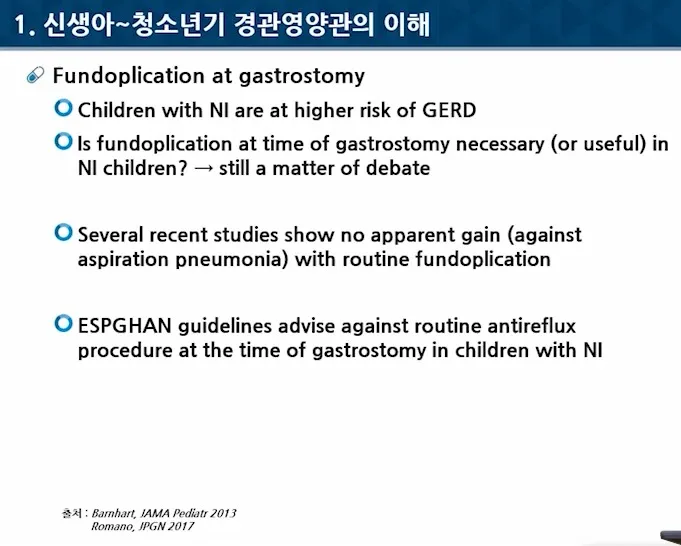 1. 신생아~청소년기 경관영양관의 이해
Fundoplication at gastrostomy
Children with NI are at higher risk of GERD
Is fundoplication at time of gastrostomy necessary (or useful) in
NI children? → still a matter of debate
Several recent studies show no apparent gain (against
aspiration pneumonia) with routine fundoplication
ESPGHAN guidelines advise against routine antireflux
procedure at the time of gastrostomy in children with NI
출처 : Barnhart, JAMA Pediatr 2013
Romano, JPGN 2017